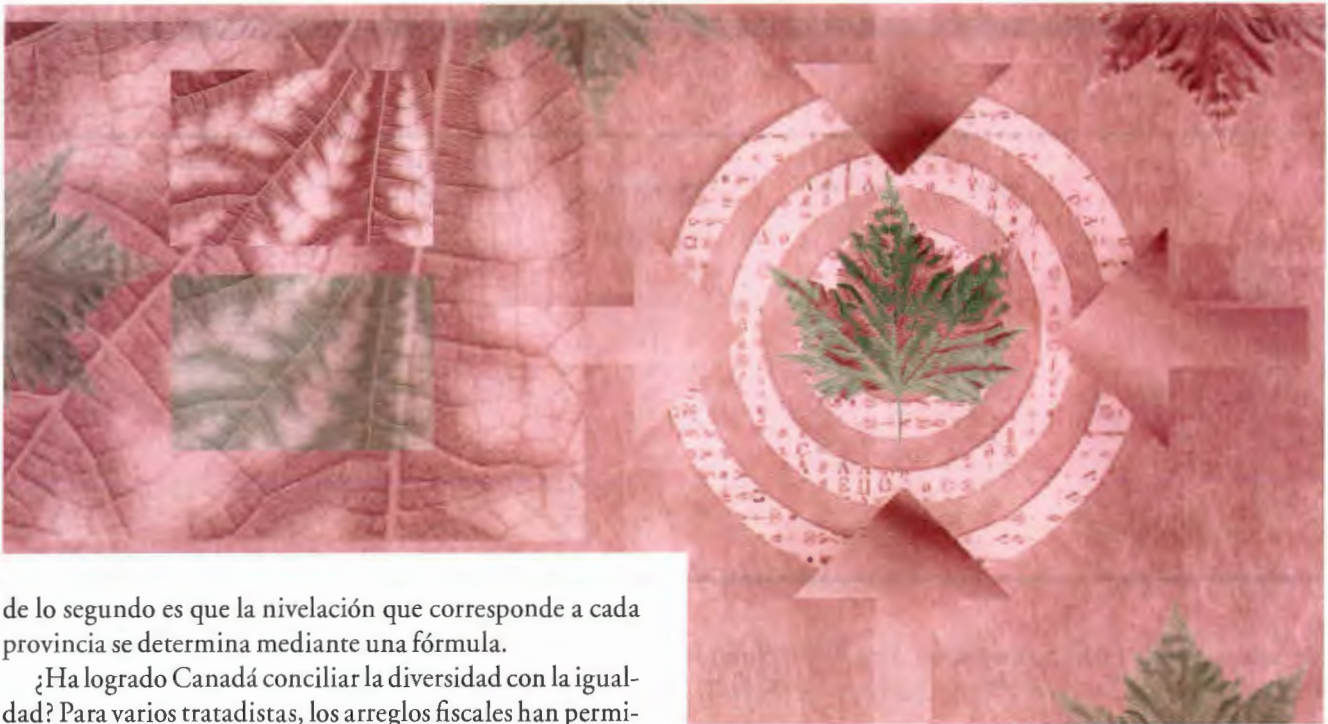 de lo segundo es que la nivelación que corresponde a cada
provincia se determina mediante una fórmula.
¿Ha logrado Canadá conciliar la diversidad con la igual-
dad? Para varios tratadistas, los arreglos fiscales han permi-